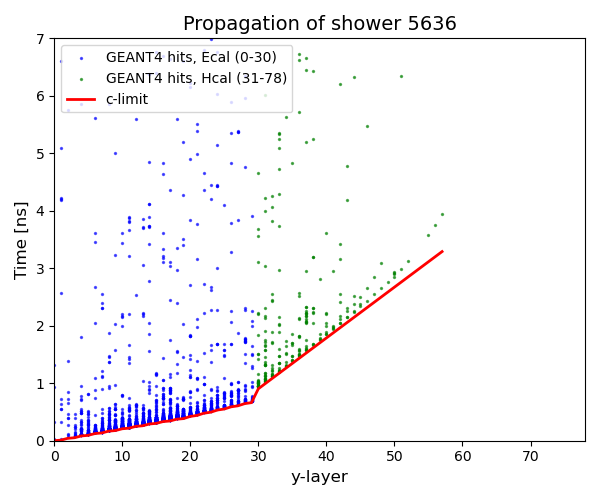 Propagation of shower 5636
GEANT4 hits, Ecal (0-30)
GEANT4 hits, Hcal (31-78)
c-limit
Time [ns]
7
6
5
4
3
2
1
0
0 10 20 30 40 50 60 70
y-layer